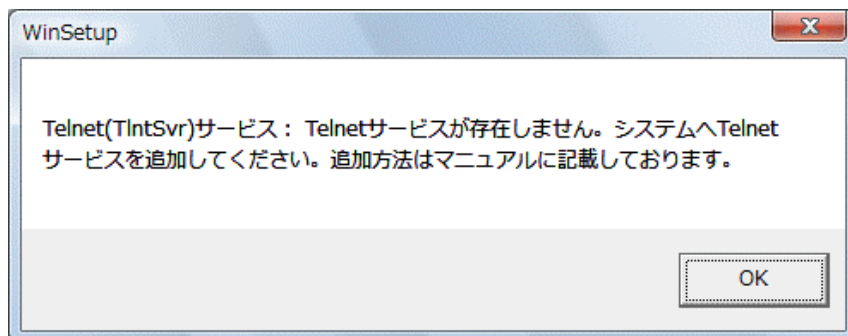 WinSetup
Telnet(TlntSvr)サービス： Telnetサービスが存在しません。システムへTelnet
サービスを追加してください。追加方法はマニュアルに記載しております。
OK